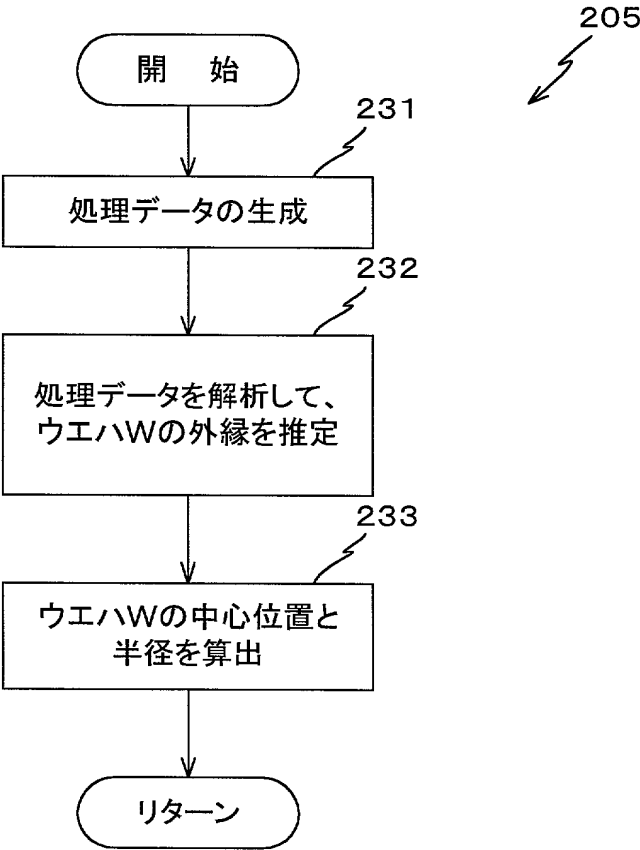 205
開　始
231
処理データの生成
232
処理データを解析して、
ウエハWの外縁を推定
233
ウエハWの中心位置と
半径を算出
リターン